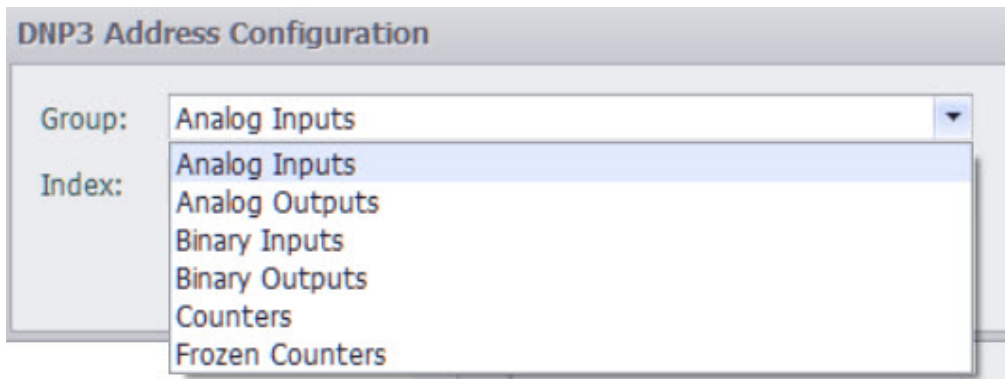 DNP3 Address Configuration
Group: Analog Inputs
Analog Inputs
Index:
Analog Outputs
Binary Inputs
Binary Outputs
Counters
Frozen Counters